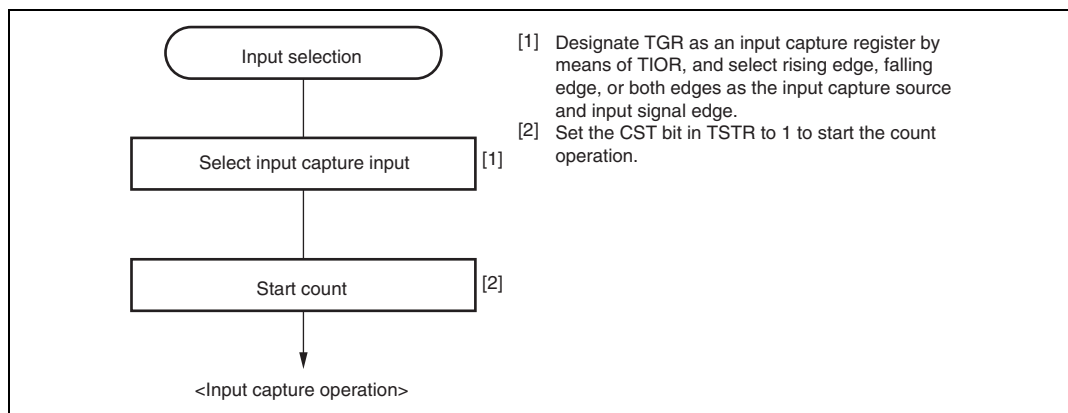 Input selection
Select input capture input
[1]
Start count
[2]
<Input capture operation>
[1] Designate TGR as an input capture register by
means of TIOR, and select rising edge, falling
edge, or both edges as the input capture source
and input signal edge.
[2] Set the CST bit in TSTR to 1 to start the count
operation.